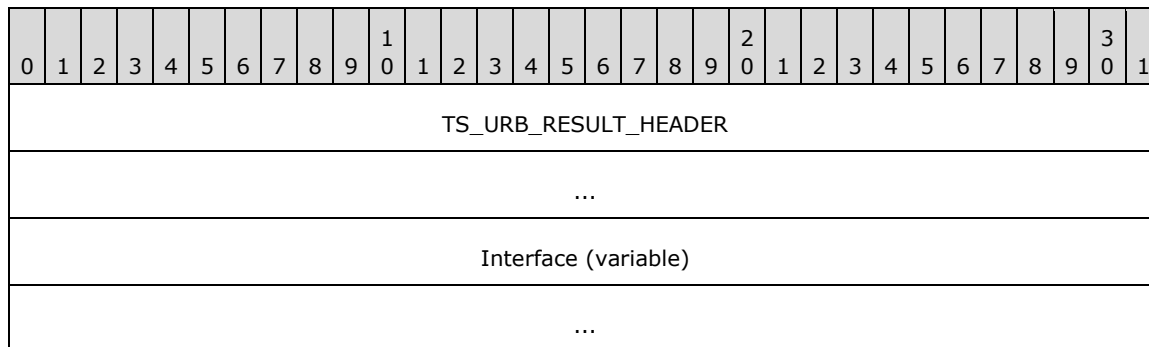 1 2 3
0 1 2 3 4 5 6 7 8 9 0 1 2 3 4 5 6 7 8 9 0 1 2 3 4 5 6 7 8 9 0 1
TS_URB_RESULT_HEADER
...
Interface (variable)
...